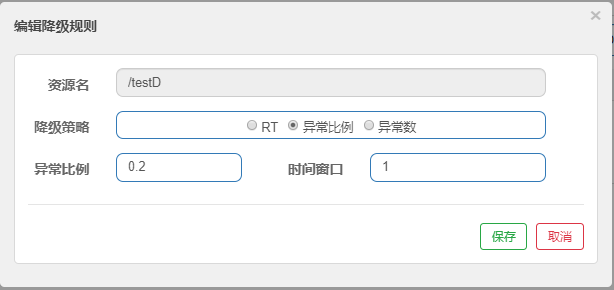 编辑降级规则 ×
资源名 /testD
降级策略 RT 异常比例 异常数
异常比例 0.2 时间窗口 1
保存 取消